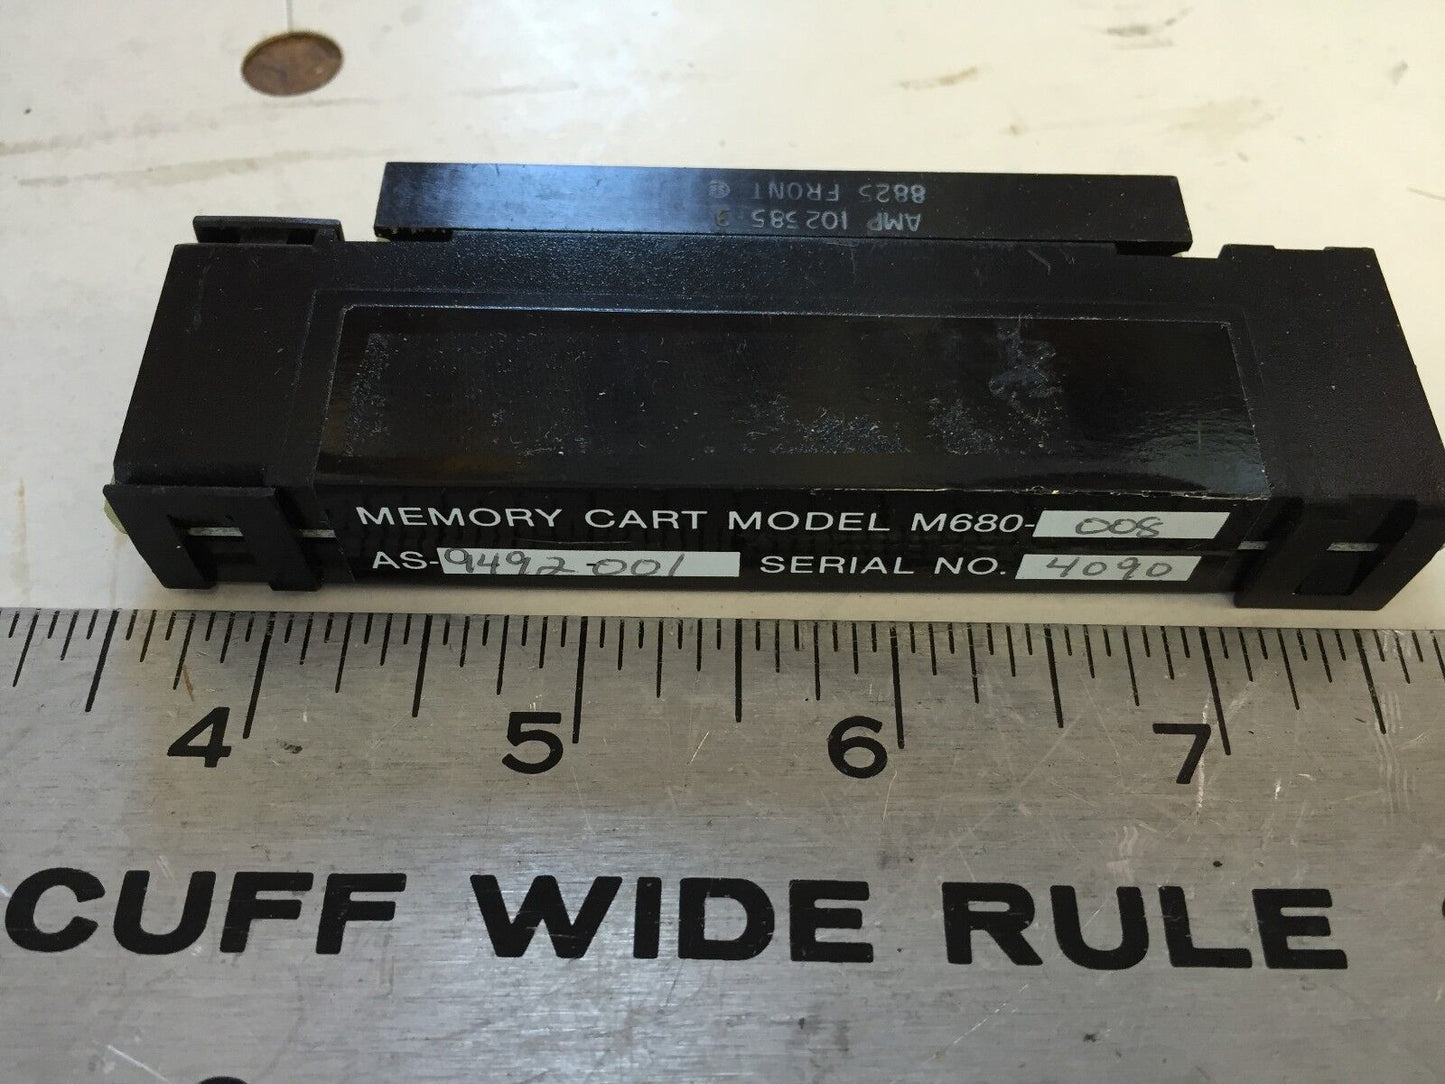 8825 FRONT
AMP 102585-9
MEMORY CART MODEL M680-008
AS-9492-001 SERIAL NO. 4090
4 5 6 7
CUFF WIDE RULE